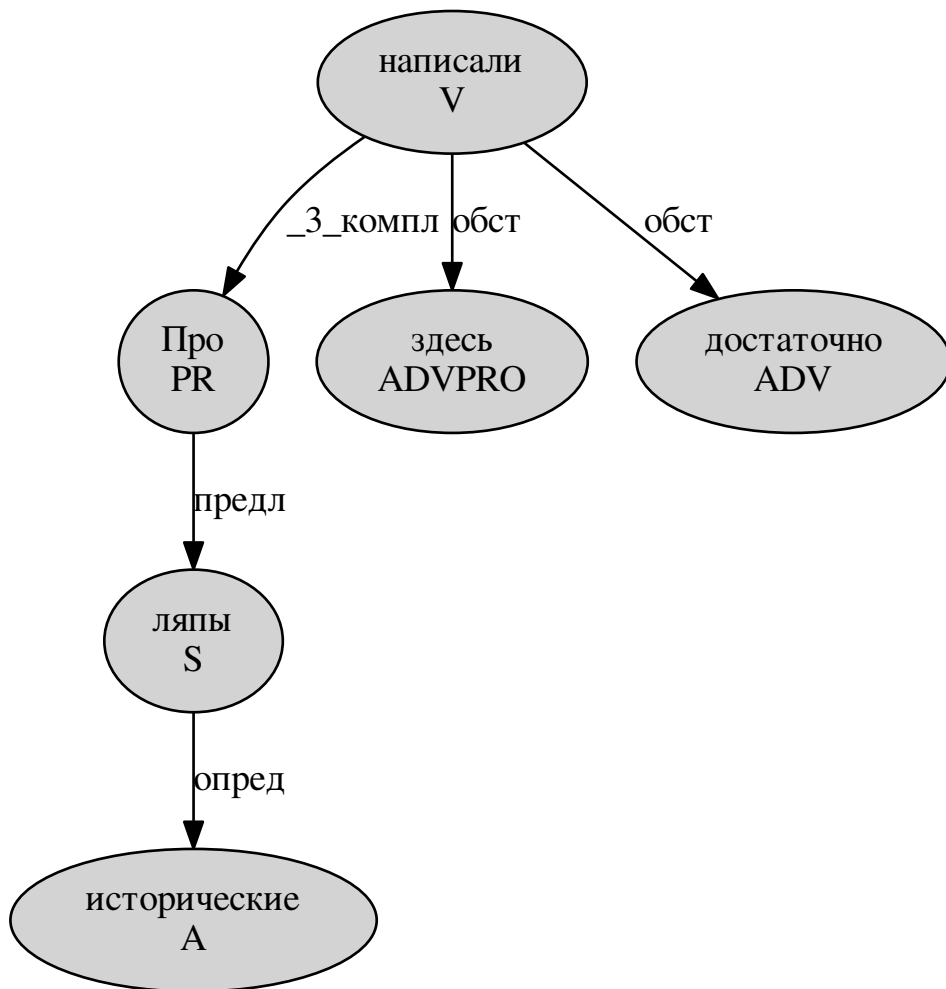 написали
V
_3_компл
обст
обст
Про
PR
здесь
ADVPRO
достаточно
ADV
предл
ляпы
S
опред
исторические
A